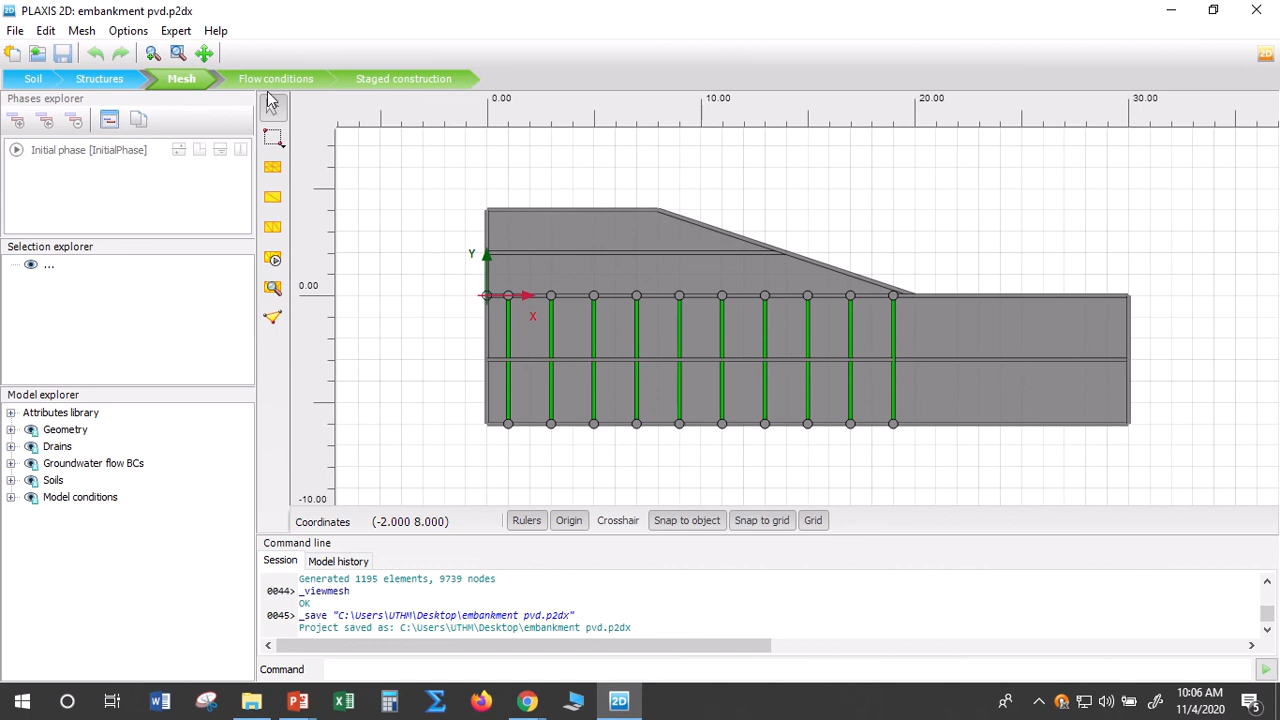 PLAXIS 2D: embankment pvd.p2dx
File Edit Mesh Options Expert Help
Soil Structures Mesh Flow conditions Staged construction
2D
Phases explorer
Initial phase [InitialPhase]
Selection explorer
...
Model explorer
Attributes library
Geometry
Drains
Groundwater flow BCs
Soils
Model conditions
0.00 10.00 20.00 30.00
Y
0.00
X
-10.00
Coordinates (-2.000 8.000) Rulers Origin Crosshair Snap to object Snap to grid Grid
Command line
Session Model history
Generated 1195 elements, 9739 nodes
0044> _viewmesh
OK
0045> _save "C:\Users\UTHM\Desktop\embankment pvd.p2dx"
Project saved as: C:\Users\UTHM\Desktop\embankment pvd.p2dx
Command
2D
10:06 AM
11/4/2020
5